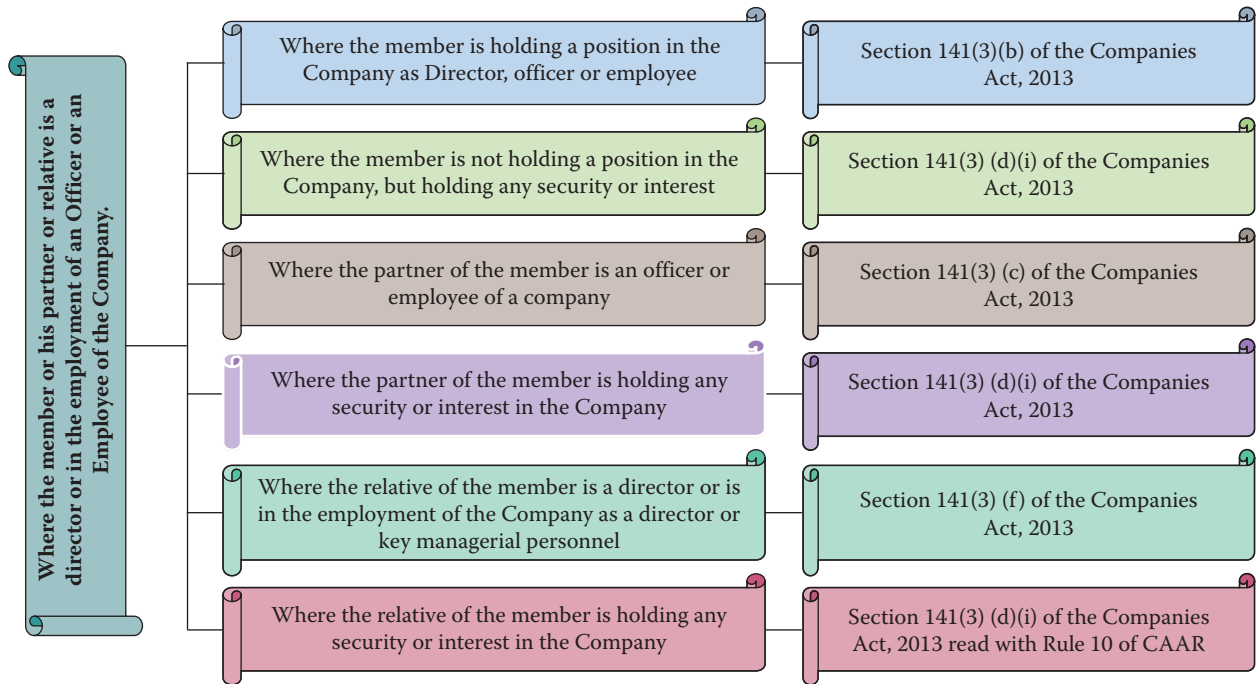 Where the member or his partner or relative is a
director or in the employment of an Officer or an
Employee of the Company.
Where the member is holding a position in the
Company as Director, officer or employee
Section 141(3)(b) of the Companies
Act, 2013
Where the member is not holding a position in the
Company, but holding any security or interest
Section 141(3) (d)(i) of the Companies
Act, 2013
Where the partner of the member is an officer or
employee of a company
Section 141(3) (c) of the Companies
Act, 2013
Where the partner of the member is holding any
security or interest in the Company
Section 141(3) (d)(i) of the Companies
Act, 2013
Where the relative of the member is a director or is
in the employment of the Company as a director or
key managerial personnel
Section 141(3) (f) of the Companies
Act, 2013
Where the relative of the member is holding any
security or interest in the Company
Section 141(3) (d)(i) of the Companies
Act, 2013 read with Rule 10 of CAAR